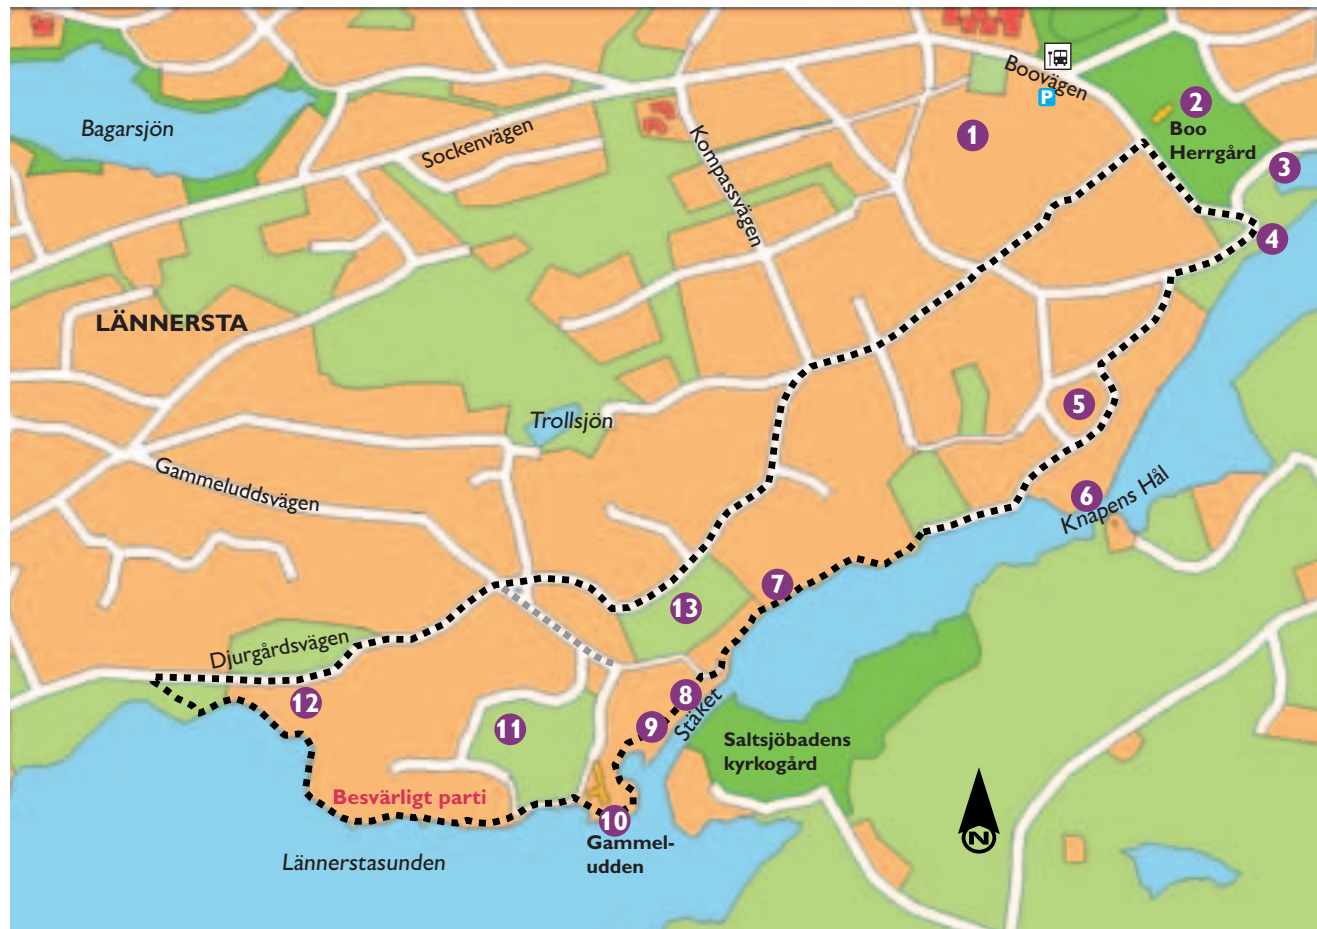 Boovägen
P
2
Boo
Herrgård
1
3
4
Bagarsjön
Sockenvägen
Kompassvägen
LÄNNERSTA
Trollsjön
5
6
Knapens Hål
Gammeluddsvägen
7
13
Djurgårdsvägen
12
8
Stäket
9
11
Saltsjöbadens
kyrkogård
Besvärligt parti
10
Gammel-
udden
Lännerstasunden
N